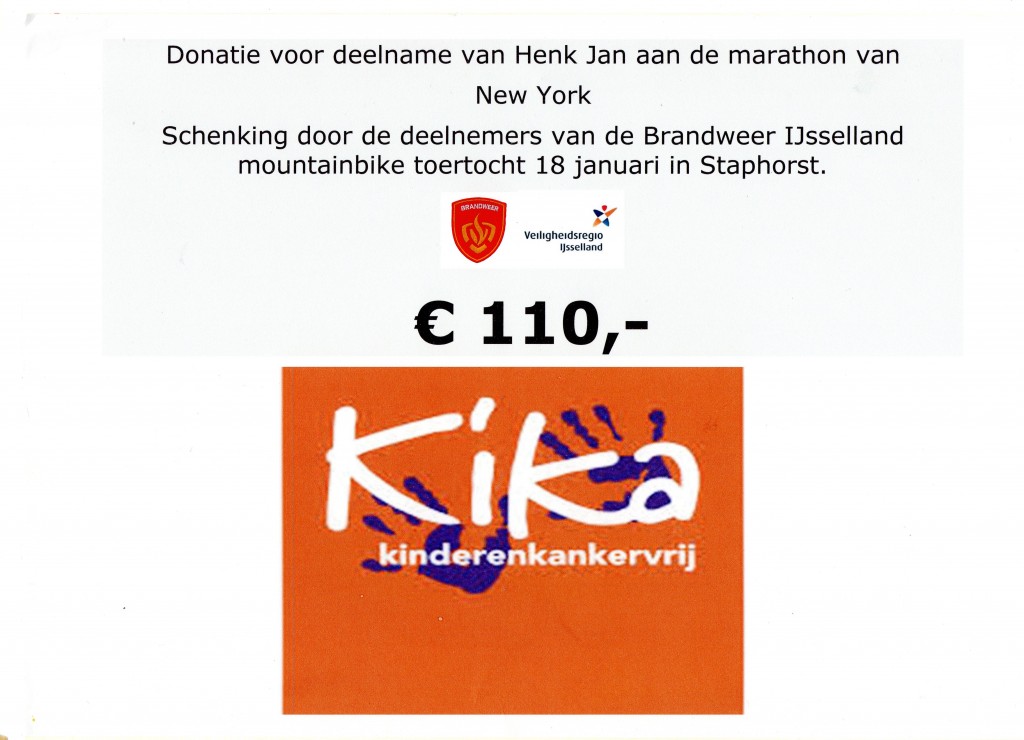 Donatie voor deelname van Henk Jan aan de marathon van
New York
Schenking door de deelnemers van de Brandweer IJsselland
mountainbike toertocht 18 januari in Staphorst.
BRANDWEER
Veiligheidsregio
IJsselland
€ 110,-
Kika
kinderenkankervrij